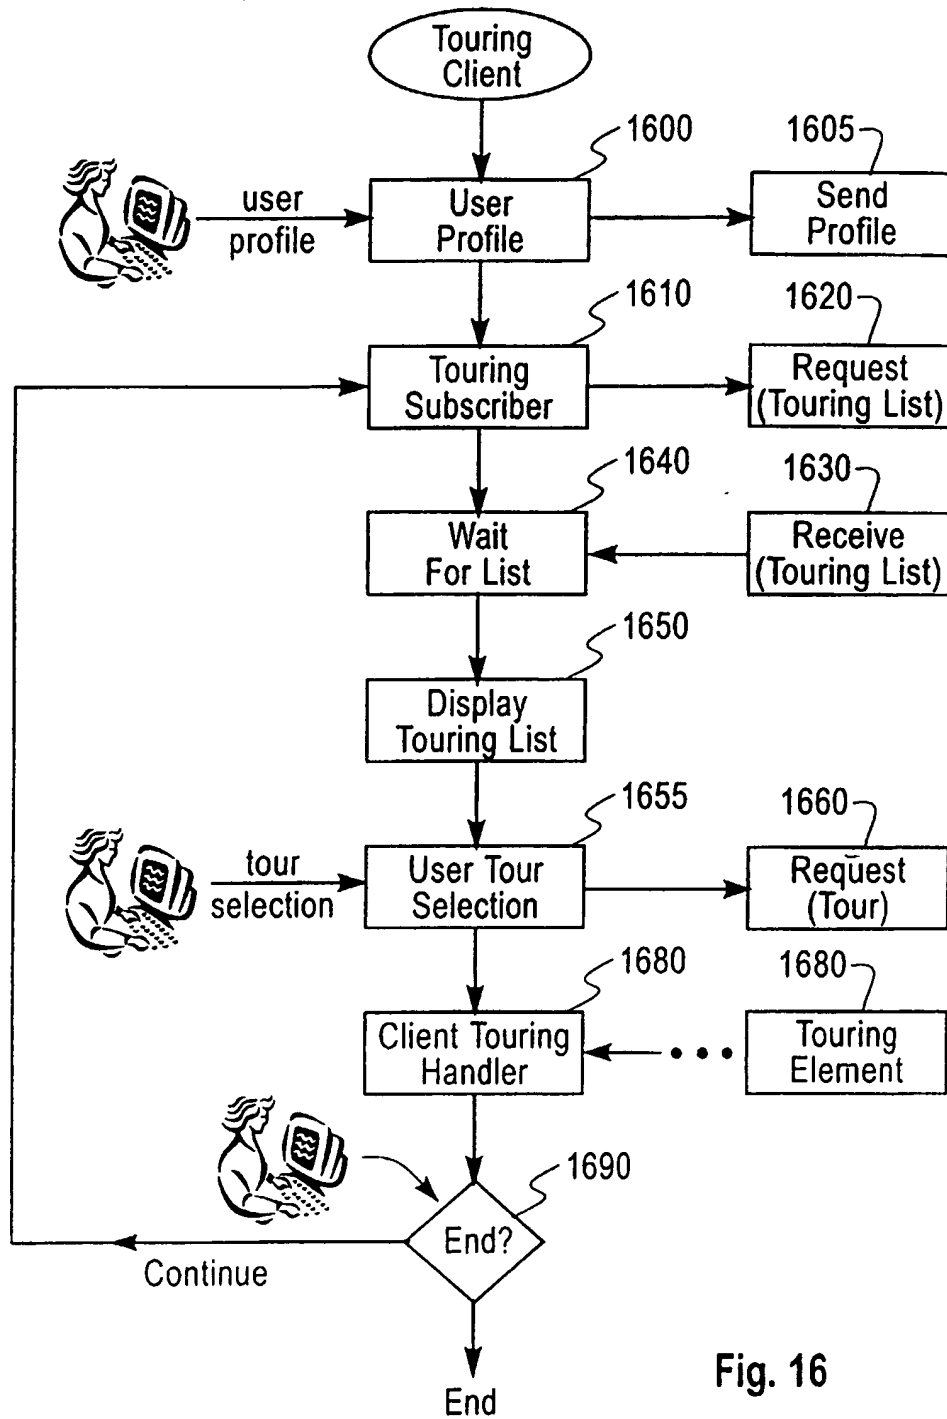 Touring
Client
1600
1605
user
profile
User
Profile
Send
Profile
1610
1620
Touring
Subscriber
Request
(Touring List)
1640
1630
Wait
For List
Receive
(Touring List)
1650
Display
Touring List
1655
1660
tour
selection
User Tour
Selection
Request
(Tour)
1680
1680
Client Touring
Handler
Touring
Element
1690
End?
Continue
End
Fig. 16